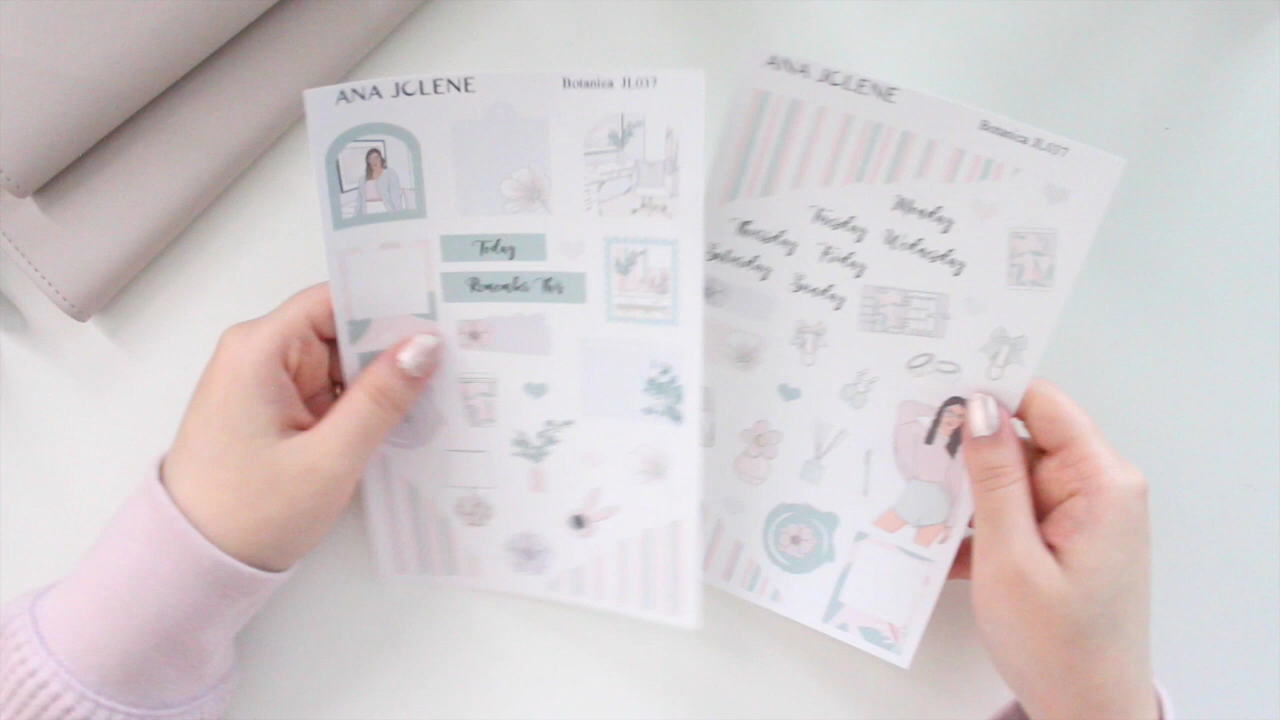 ANA JOLENE
Botanica JL037
Today
Remember This
ANA JOLENE
Botanica JL037
Monday
Tuesday
Wednesday
Thursday
Friday
Saturday
Sunday